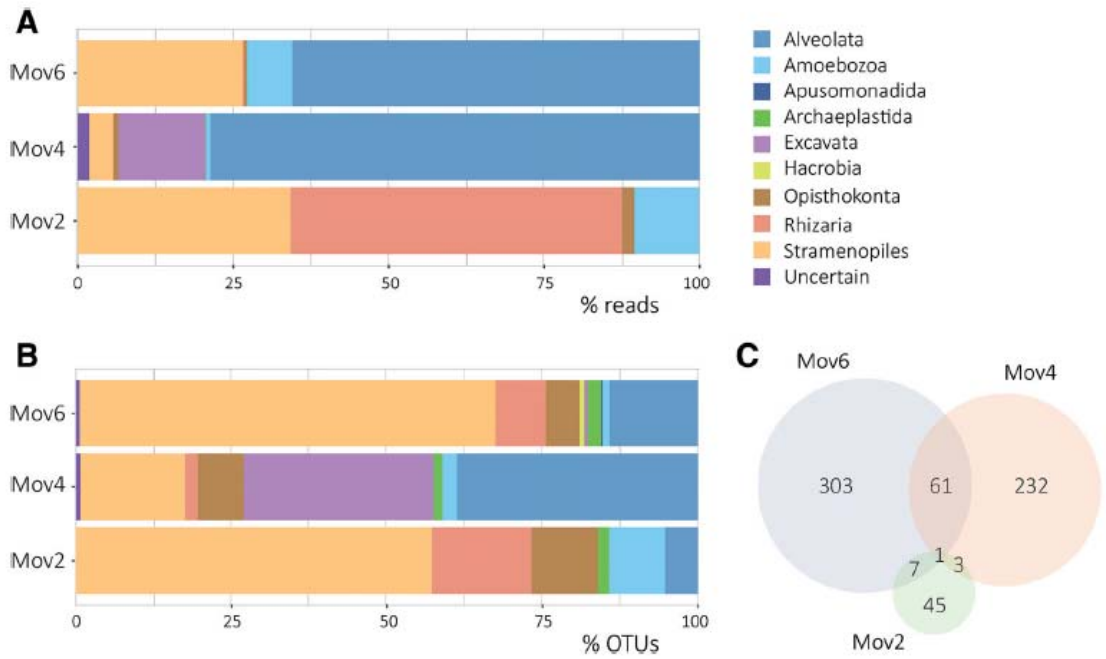 A
Mov6
Mov4
Mov2
0 25 50 75 100
% reads
Alveolata
Amoebozoa
Apusomonadida
Archaeplastida
Excavata
Hacrobia
Opisthokonta
Rhizaria
Stramenopiles
Uncertain
B
Mov6
Mov4
Mov2
0 25 50 75 100
% OTUs
C
Mov6
Mov4
303 61 232
1
7 3
45
Mov2